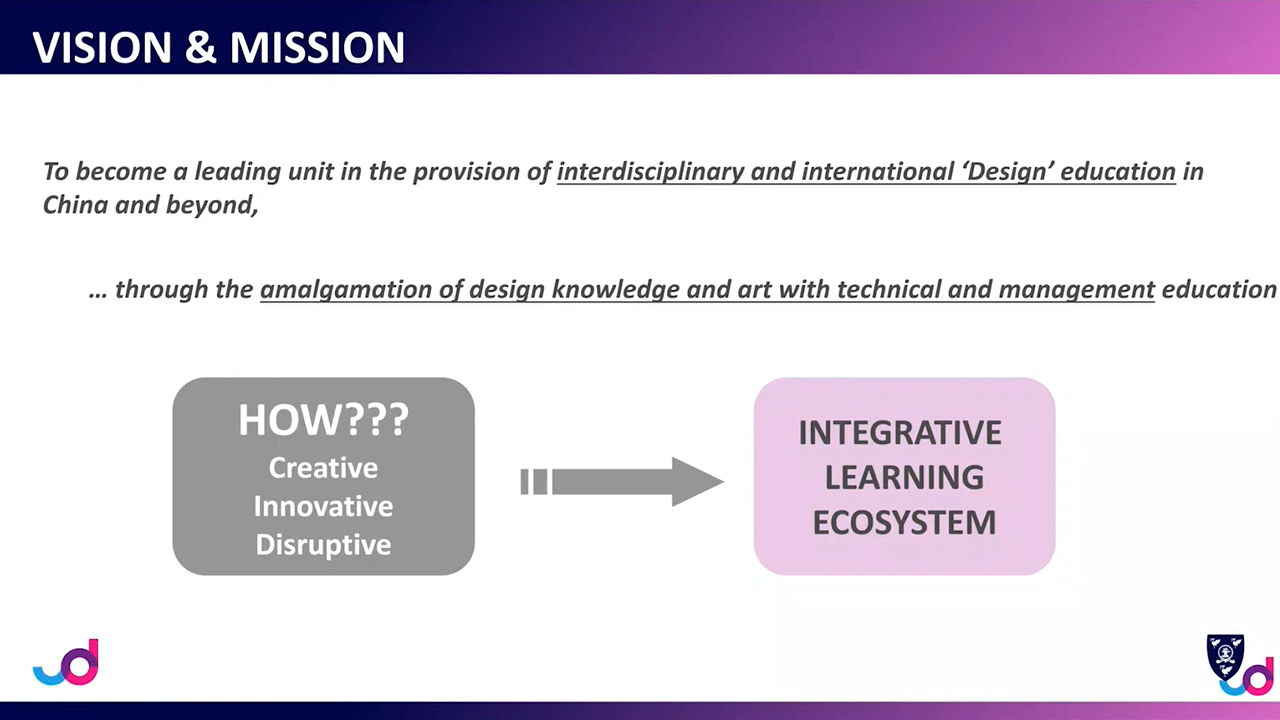 VISION & MISSION
To become a leading unit in the provision of interdisciplinary and international ‘Design’ education in
China and beyond,
… through the amalgamation of design knowledge and art with technical and management education
HOW???
Creative
Innovative
Disruptive
INTEGRATIVE
LEARNING
ECOSYSTEM